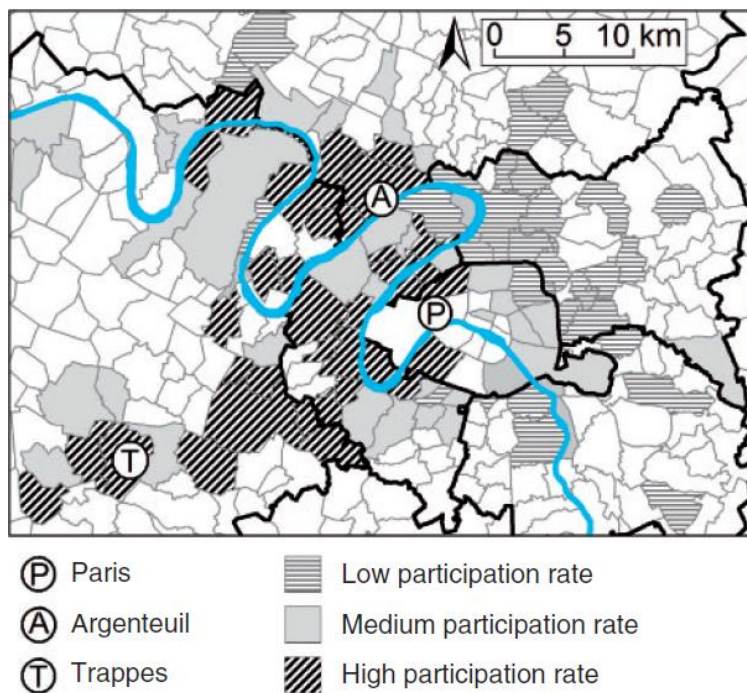 0 5 10 km
A
P
T
P Paris
Low participation rate
A Argenteuil
Medium participation rate
T Trappes
High participation rate